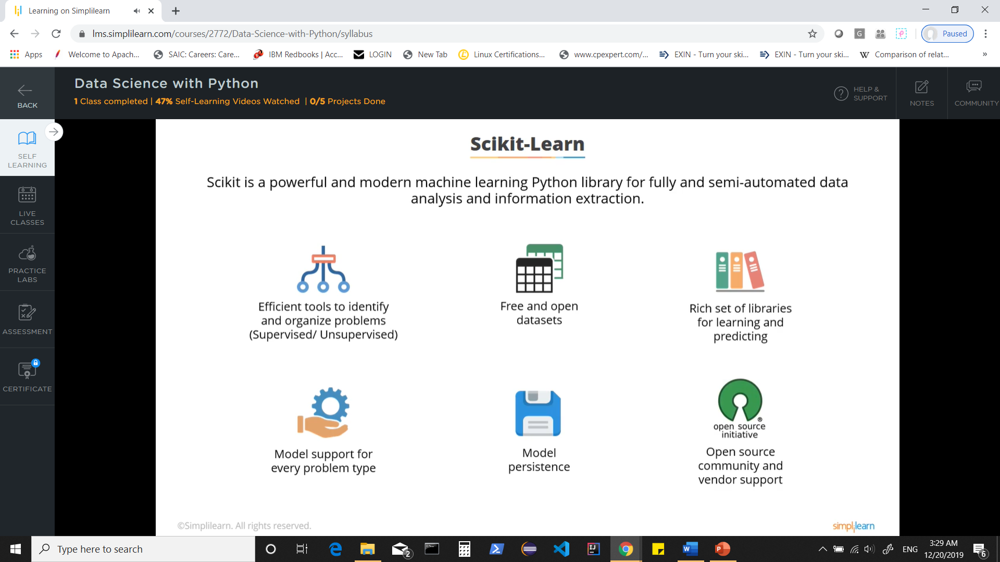 Learning on Simplilearn
lms.simplilearn.com/courses/2772/Data-Science-with-Python/syllabus
G
Paused
Apps
Welcome to Apach...
SAIC: Careers: Care...
IBM Redbooks | Acc...
LOGIN
New Tab
Linux Certifications...
www.cpexpert.com/...
EXIN - Turn your ski...
EXIN - Turn your ski...
W
Comparison of relat...
»
BACK
Data Science with Python
1 Class completed | 47% Self-Learning Videos Watched | 0/5 Projects Done
?
HELP &
SUPPORT
NOTES
COMMUNITY
SELF
LEARNING
LIVE
CLASSES
PRACTICE
LABS
ASSESSMENT
CERTIFICATE
Scikit-Learn
Scikit is a powerful and modern machine learning Python library for fully and semi-automated data
analysis and information extraction.
Efficient tools to identify
and organize problems
(Supervised/ Unsupervised)
Free and open
datasets
Rich set of libraries
for learning and
predicting
Model support for
every problem type
Model
persistence
®
open source
initiative
Open source
community and
vendor support
©Simplilearn. All rights reserved.
simplilearn
Type here to search
2
IJ
W
P
ENG
3:29 AM
12/20/2019
6